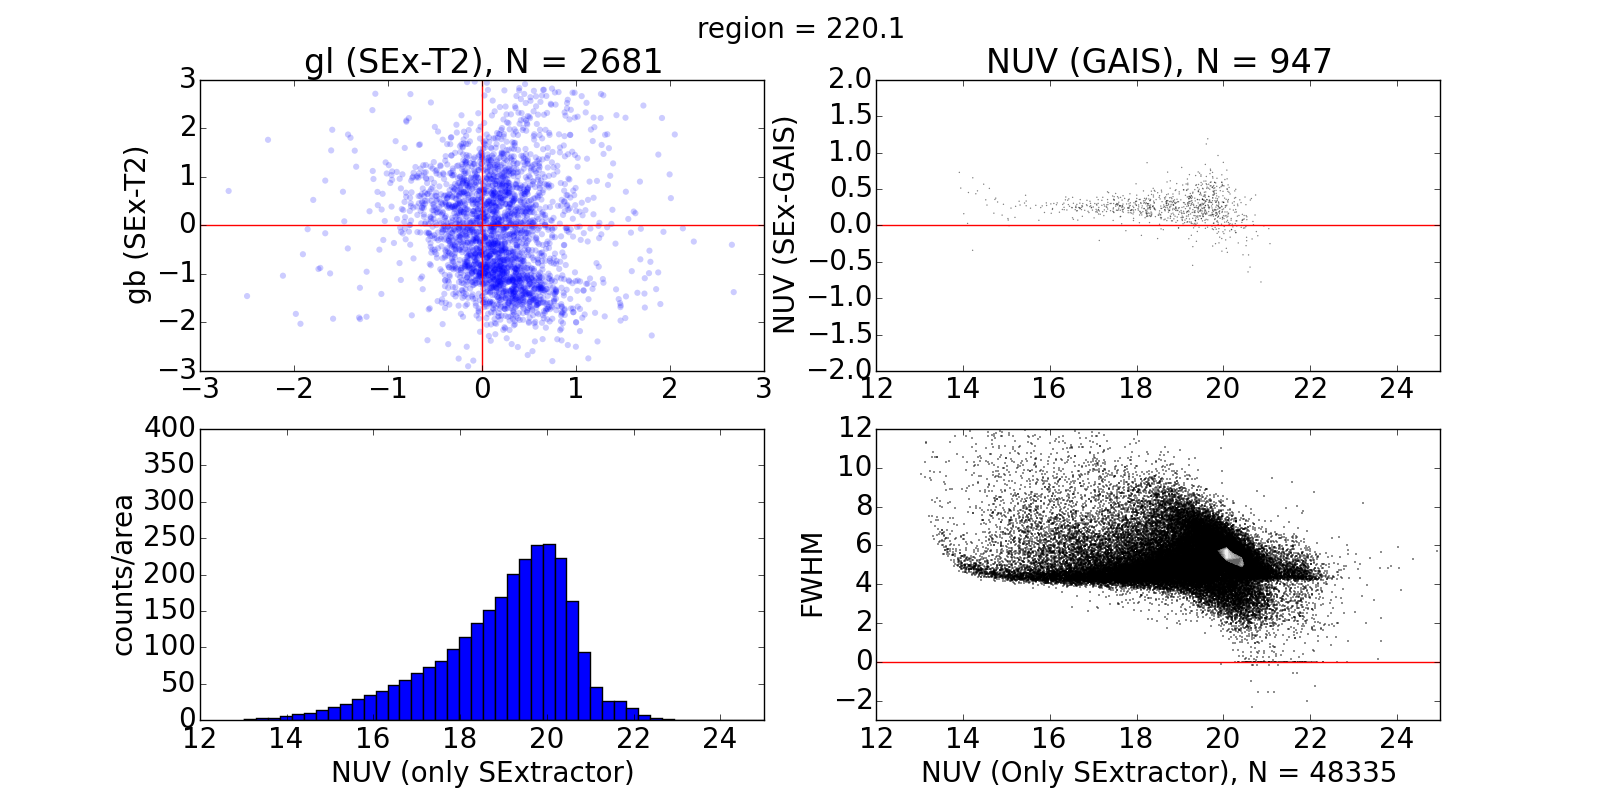 region = 220.1
gl (SEx-T2), N = 2681
3
2
1
0
−1
−2
−3
gb (SEx-T2)
−3 −2 −1 0 1 2 3
NUV (GAIS), N = 947
2.0
1.5
1.0
0.5
0.0
−0.5
−1.0
−1.5
−2.0
NUV (SEx-GAIS)
12 14 16 18 20 22 24
400
350
300
250
200
150
100
50
0
counts/area
12 14 16 18 20 22 24
NUV (only SExtractor)
12
10
8
6
4
2
0
−2
FWHM
12 14 16 18 20 22 24
NUV (Only SExtractor), N = 48335